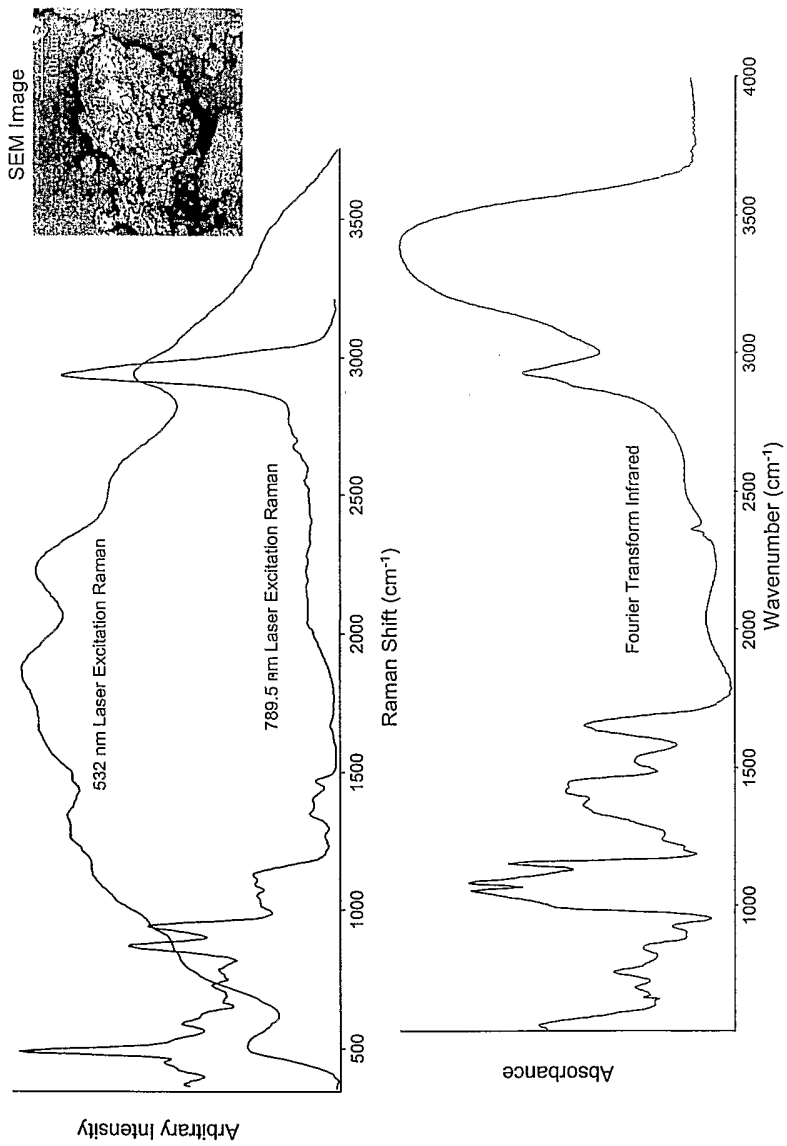 SEM Image
Arbitrary Intensity
532 nm Laser Excitation Raman
789.5 nm Laser Excitation Raman
500
1000
1500
2000
2500
3000
3500
Raman Shift (cm⁻¹)
Absorbance
Fourier Transform Infrared
1000
1500
2000
2500
3000
3500
4000
Wavenumber (cm⁻¹)